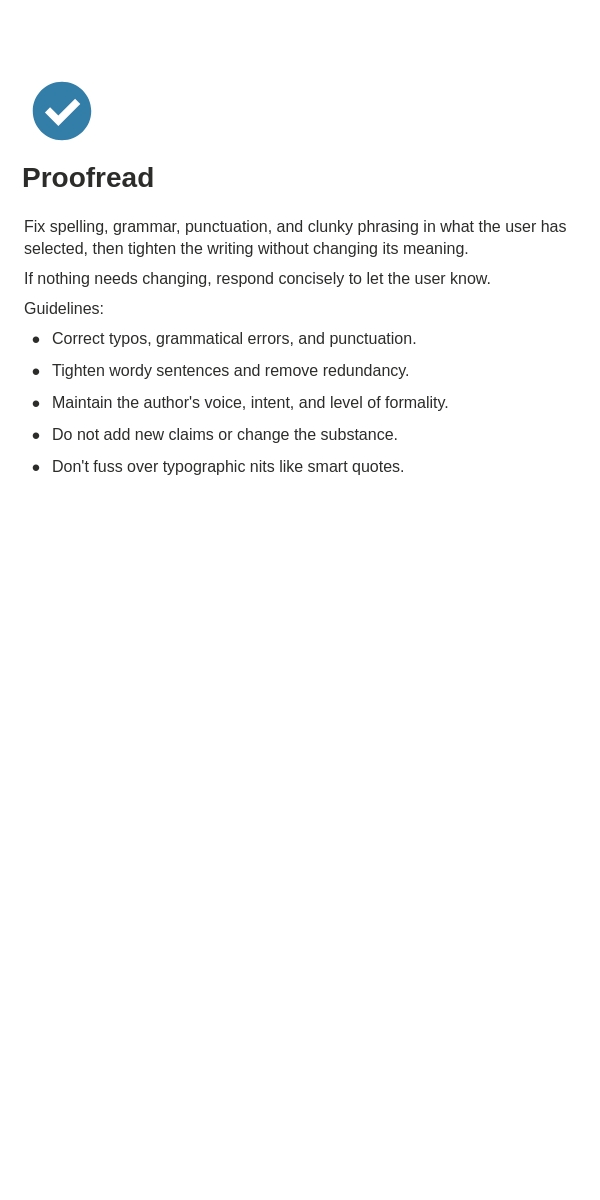 Proofread
Fix spelling, grammar, punctuation, and clunky phrasing in what the user has
selected, then tighten the writing without changing its meaning.
If nothing needs changing, respond concisely to let the user know.
Guidelines:
• Correct typos, grammatical errors, and punctuation.
• Tighten wordy sentences and remove redundancy.
• Maintain the author's voice, intent, and level of formality.
• Do not add new claims or change the substance.
• Don't fuss over typographic nits like smart quotes.